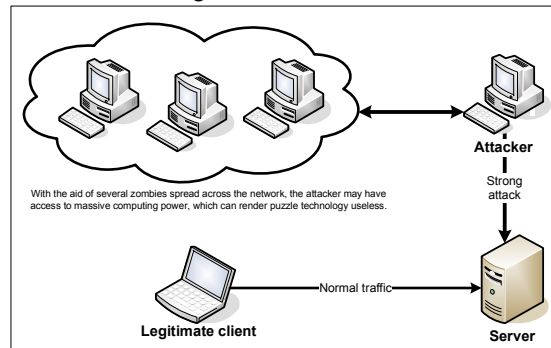 Attacker
With the aid of several zombies spread across the network, the attacker may have
access to massive computing power, which can render puzzle technology useless.
Strong
attack
Normal traffic
Legitimate client
Server